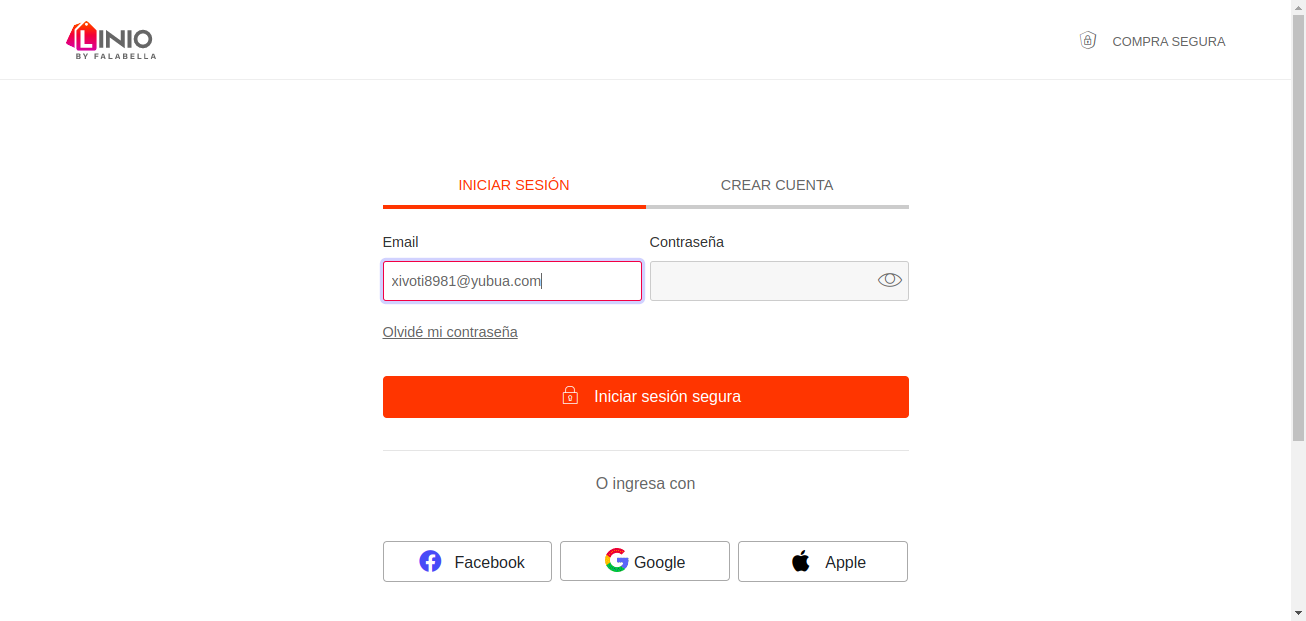 LINIO
BY FALABELLA
COMPRA SEGURA
INICIAR SESIÓN
CREAR CUENTA
Email
Contraseña
xivoti8981@yubua.com
Olvidé mi contraseña
Iniciar sesión segura
O ingresa con
Facebook
Google
Apple